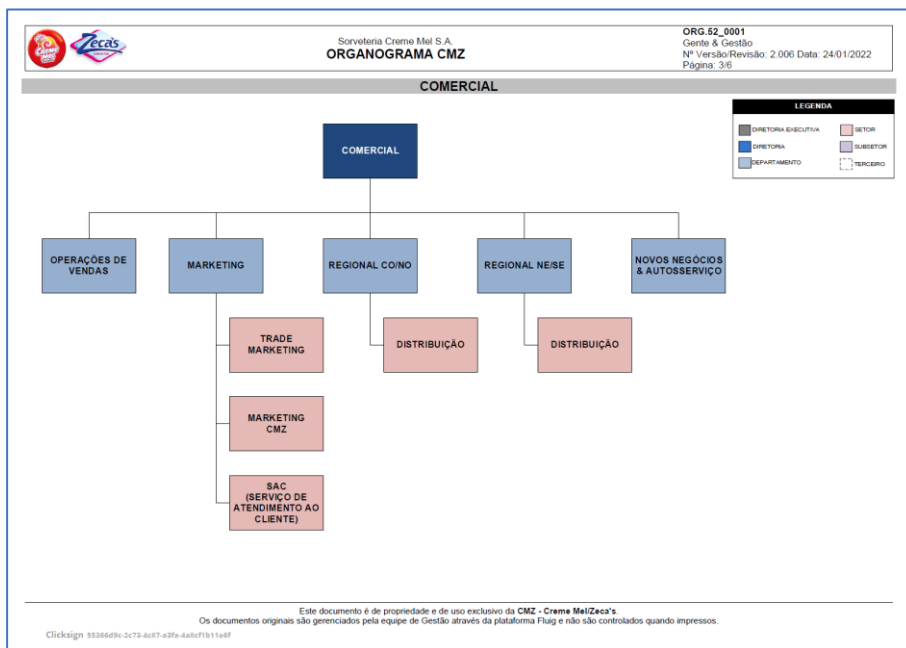 CREME MEL
Zeca's
Sorveteria Creme Mel S.A.
ORGANOGRAMA CMZ
ORG.52_0001
Gente & Gestão
Nº Versão/Revisão: 2.006 Data: 24/01/2022
Página: 3/6
COMERCIAL
LEGENDA
DIRETORIA EXECUTIVA
SETOR
DIRETORIA
SUBSETOR
DEPARTAMENTO
TERCEIRO
COMERCIAL
OPERAÇÕES DE
VENDAS
MARKETING
REGIONAL CO/NO
REGIONAL NE/SE
NOVOS NEGÓCIOS
& AUTOSSERVIÇO
TRADE
MARKETING
DISTRIBUIÇÃO
DISTRIBUIÇÃO
MARKETING
CMZ
SAC
(SERVIÇO DE
ATENDIMENTO AO
CLIENTE)
Este documento é de propriedade e de uso exclusivo da CMZ - Creme Mel/Zeca's.
Os documentos originais são gerenciados pela equipe de Gestão através da plataforma Fluig e não são controlados quando impressos.
Clicksign